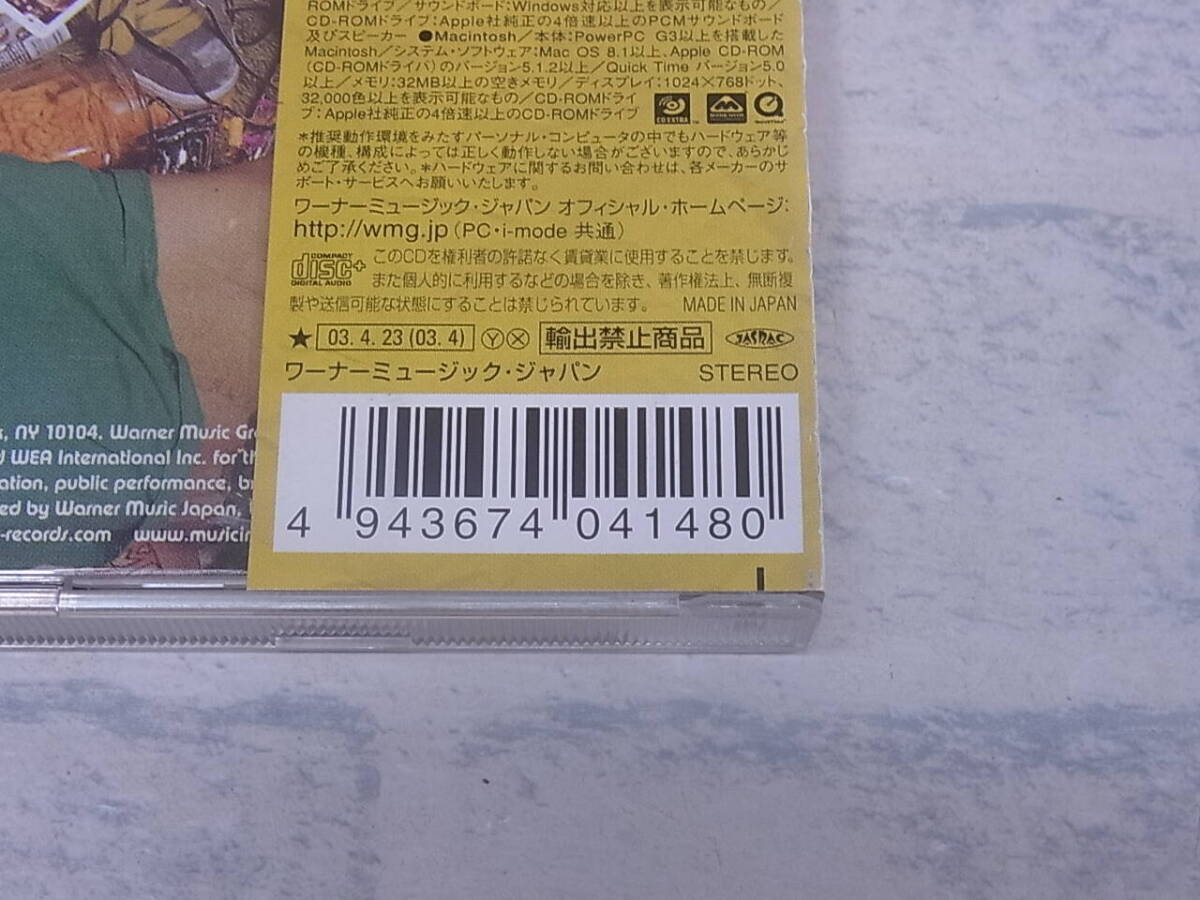 ROMドライブ／サウンドボード:Windows対応以上を表示可能なもの／
CD-ROMドライブ:Apple社純正の4倍速以上のPCMサウンドボード
及びスピーカー ●Macintosh／本体:PowerPC G3以上を搭載した
Macintosh／システム・ソフトウェア:Mac OS 8.1以上、Apple CD-ROM
(CD-ROMドライバ)のバージョン5.1.2以上／Quick Time バージョン5.0
以上／メモリ:32MB以上の空きメモリ／ディスプレイ:1024×768ドット、
32,000色以上を表示可能なもの／CD-ROMドライ
ブ:Apple社純正の4倍速以上のCD-ROMドライブ
CD EXTRA ™
＊推奨動作環境をみたすパーソナル・コンピュータの中でもハードウェア等
の機種、構成によっては正しく動作しない場合がございますので、あらかじ
めご了承ください。＊ハードウェアに関するお問い合わせは、各メーカーのサ
ポート・サービスへお願いいたします。
ワーナーミュージック・ジャパン オフィシャル・ホームページ:
http://wmg.jp (PC・i-mode 共通)
COMPACT disc+ DIGITAL AUDIO
このCDを権利者の許諾なく賃貸業に使用することを禁じます。
また個人的に利用するなどの場合を除き、著作権法上、無断複
製や送信可能な状態にすることは禁じられています。 MADE IN JAPAN
★ 03. 4. 23 (03. 4) Ⓨ Ⓧ 輸出禁止商品 JASRAC
ワーナーミュージック・ジャパン STEREO
4 943674 041480
, NY 10104. Warner Music Gr
d WEA International Inc. for th
ation, public performance, b
ed by Warner Music Japan,
-records.com www.musicin